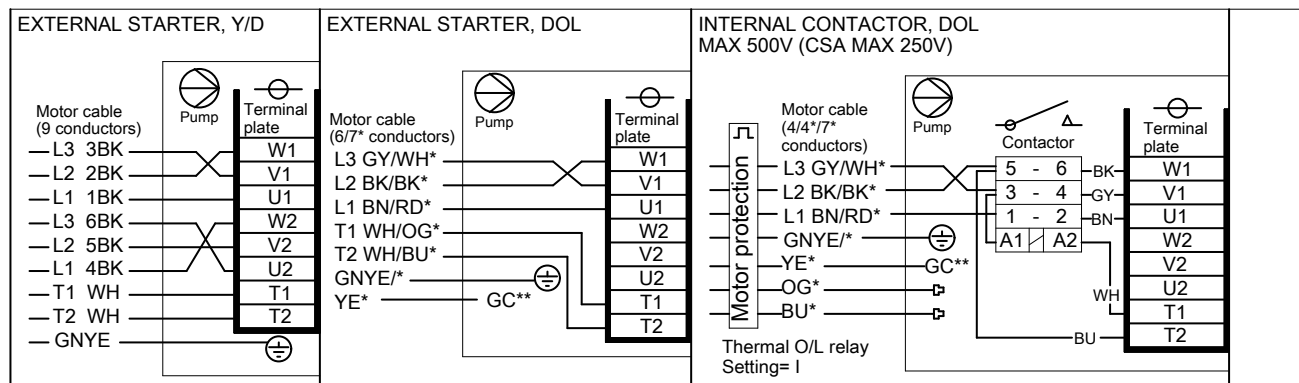 EXTERNAL STARTER, Y/D
Motor cable
(9 conductors)
Pump
Terminal
plate
L3 3BK
W1
L2 2BK
V1
L1 1BK
U1
L3 6BK
W2
L2 5BK
V2
L1 4BK
U2
T1 WH
T1
T2 WH
T2
GNYE
EXTERNAL STARTER, DOL
Motor cable
(6/7* conductors)
Pump
Terminal
plate
L3 GY/WH*
W1
L2 BK/BK*
V1
L1 BN/RD*
U1
T1 WH/OG*
W2
T2 WH/BU*
V2
GNYE/*
U2
YE*
GC**
T1
T2
INTERNAL CONTACTOR, DOL
MAX 500V (CSA MAX 250V)
Motor protection
Motor cable
(4/4*/7*
conductors)
Pump
Contactor
Terminal
plate
L3 GY/WH*
5 - 6
BK
W1
L2 BK/BK*
3 - 4
GY
V1
L1 BN/RD*
1 - 2
BN
U1
GNYE/*
A1 A2
W2
YE*
GC**
V2
OG*
WH
U2
BU*
T1
BU
T2
Thermal O/L relay
Setting= I